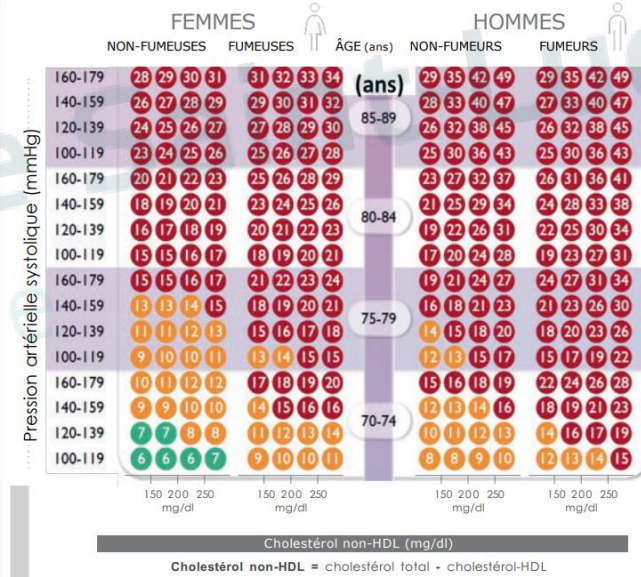 FEMMES HOMMES
NON-FUMEUSES FUMEUSES ÂGE (ans) NON-FUMEURS FUMEURS
(ans)
Pression artérielle systolique (mmHg)
85-89
160-179 28 29 30 31 31 32 33 34 29 35 42 49 29 35 42 49
140-159 26 27 28 29 29 30 31 32 28 33 40 47 27 33 40 47
120-139 24 25 26 27 27 28 29 30 26 32 38 45 26 32 38 45
100-119 23 24 25 26 25 26 27 28 25 30 36 43 25 30 36 43
80-84
160-179 20 21 22 23 25 26 28 29 23 27 32 37 26 31 36 41
140-159 18 19 20 21 23 24 25 26 21 25 29 34 24 28 33 38
120-139 16 17 18 19 20 21 22 23 19 22 26 31 22 25 30 34
100-119 15 15 16 17 18 19 20 21 17 20 24 28 19 23 27 31
75-79
160-179 15 15 16 17 21 22 23 24 19 21 24 27 24 27 31 34
140-159 13 13 14 15 18 19 20 21 16 18 21 23 21 23 26 30
120-139 11 11 12 13 15 16 17 18 14 15 18 20 18 20 23 26
100-119 9 10 10 11 13 14 15 15 12 13 15 17 15 17 19 22
70-74
160-179 10 11 12 12 17 18 19 20 15 16 18 19 22 24 26 28
140-159 9 9 10 10 14 15 16 16 12 13 14 16 18 19 21 23
120-139 7 7 8 8 11 12 13 14 10 11 12 13 14 16 17 19
100-119 6 6 6 7 9 10 10 11 8 8 9 10 12 13 14 15
150 200 250 150 200 250 150 200 250 150 200 250
mg/dl mg/dl mg/dl mg/dl
Cholestérol non-HDL (mg/dl)
Cholestérol non-HDL = cholestérol total - cholestérol-HDL